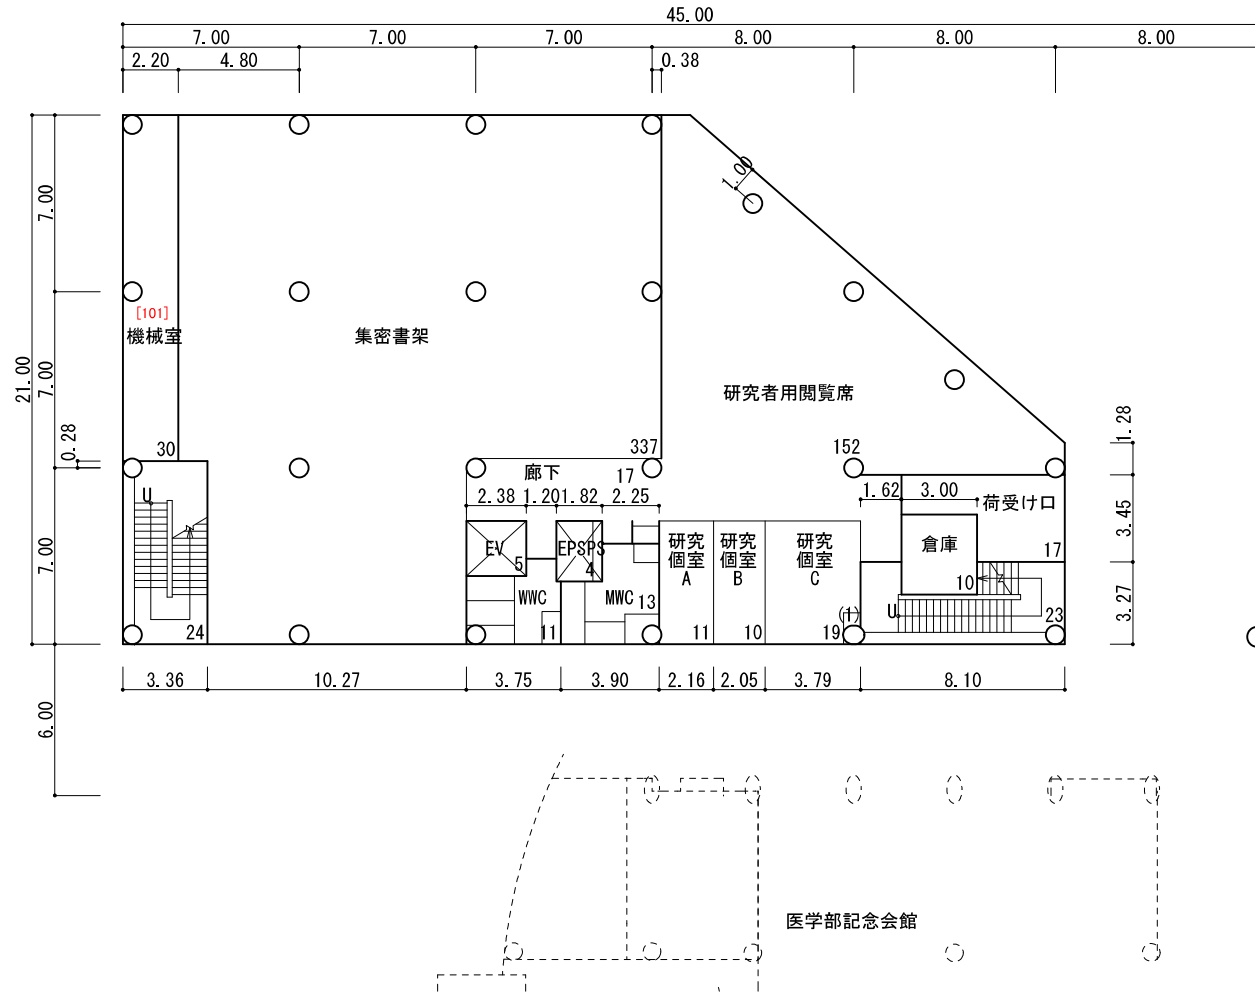 45.00
7.00
7.00
7.00
8.00
8.00
8.00
2.20
4.80
0.38
1.00
7.00
21.00
7.00
0.28
7.00
6.00
[101]
機械室
集密書架
研究者用閲覧席
1.28
30
337
152
廊下
17
2.38
1.20
1.82
2.25
1.62
3.00
荷受け口
3.45
U
EV
5
EPS
PS
4
研究
個室
A
研究
個室
B
研究
個室
C
倉庫
17
10
WWC
MWC
13
U
(1)
23
3.27
24
11
11
10
19
3.36
10.27
3.75
3.90
2.16
2.05
3.79
8.10
医学部記念会館